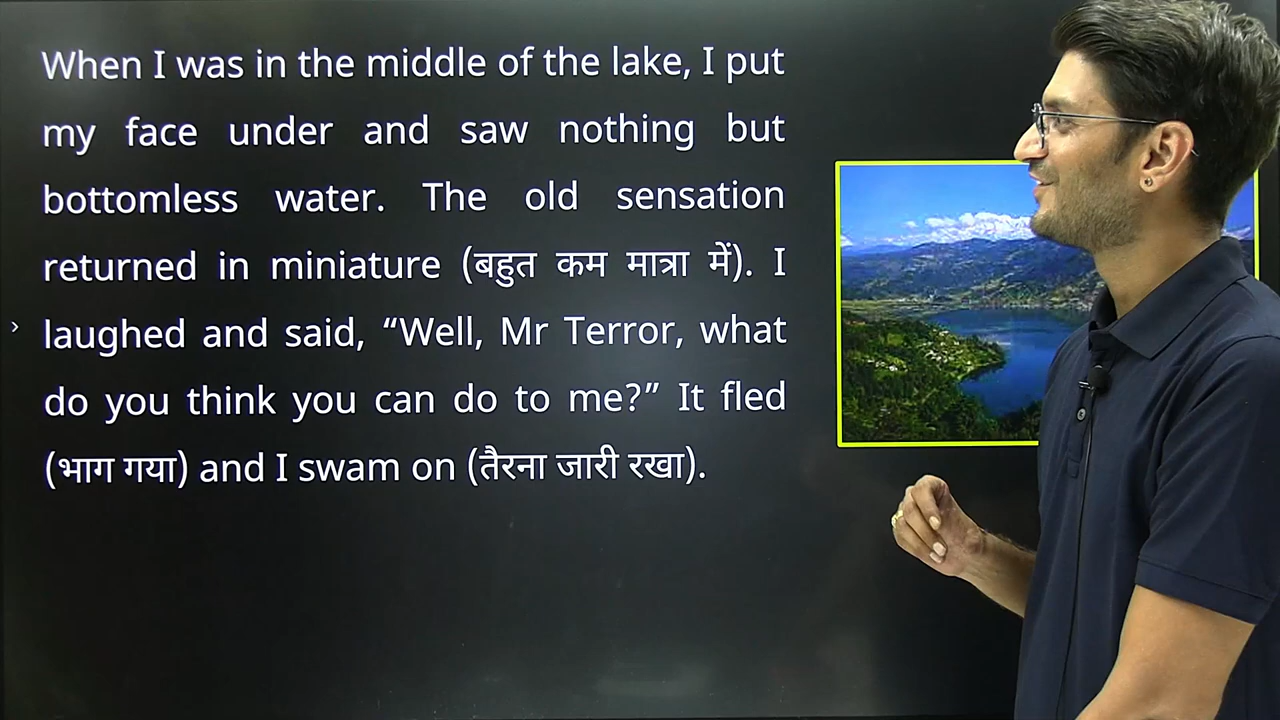 When I was in the middle of the lake, I put
my face under and saw nothing but
bottomless water. The old sensation
returned in miniature (बहुत कम मात्रा में). I
laughed and said, “Well, Mr Terror, what
do you think you can do to me?” It fled
(भाग गया) and I swam on (तैरना जारी रखा).